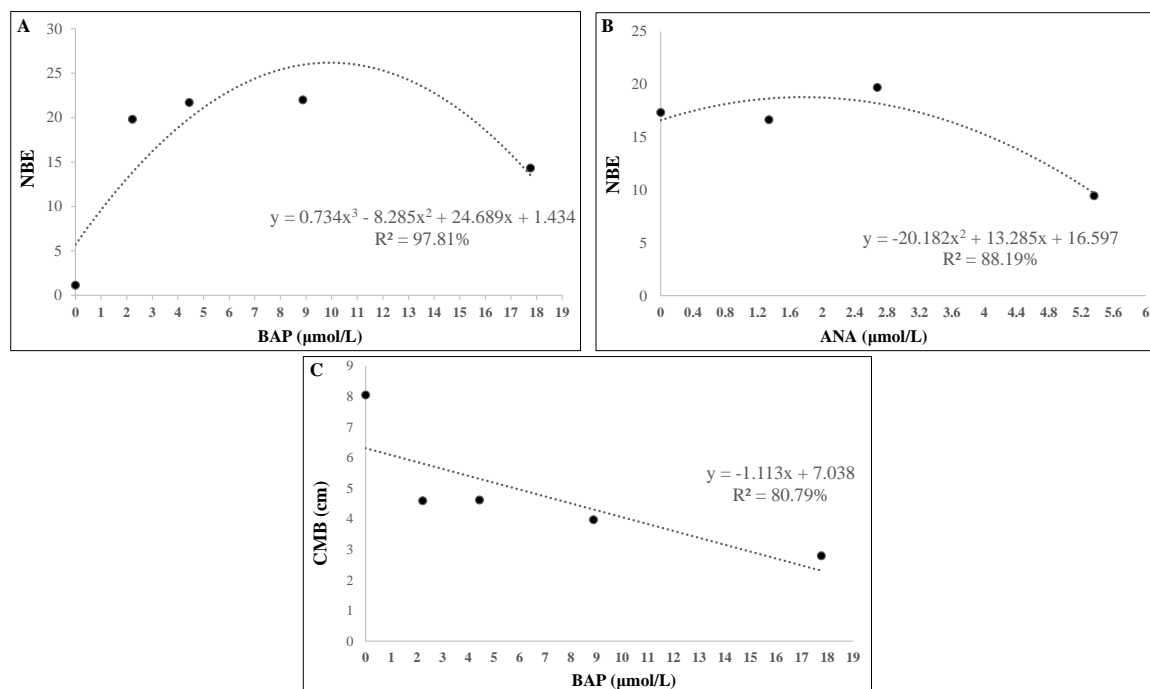 A
30
25
20
15
10
5
0
NBE
y = 0.734x³ - 8.285x² + 24.689x + 1.434
R² = 97.81%
0 1 2 3 4 5 6 7 8 9 10 11 12 13 14 15 16 17 18 19
BAP (µmol/L)
B
25
20
15
10
5
0
NBE
y = -20.182x² + 13.285x + 16.597
R² = 88.19%
0 0.4 1.2 1.6 2 2.4 2.8 3.2 3.6 4 4.4 4.8 5.2 6
ANA (µmol/L)
C
9
8
7
6
5
4
3
2
1
0
CMB (cm)
y = -1.113x + 7.038
R² = 80.79%
0 1 2 3 4 5 6 7 8 9 10 11 12 13 14 15 16 17 18 19
BAP (µmol/L)